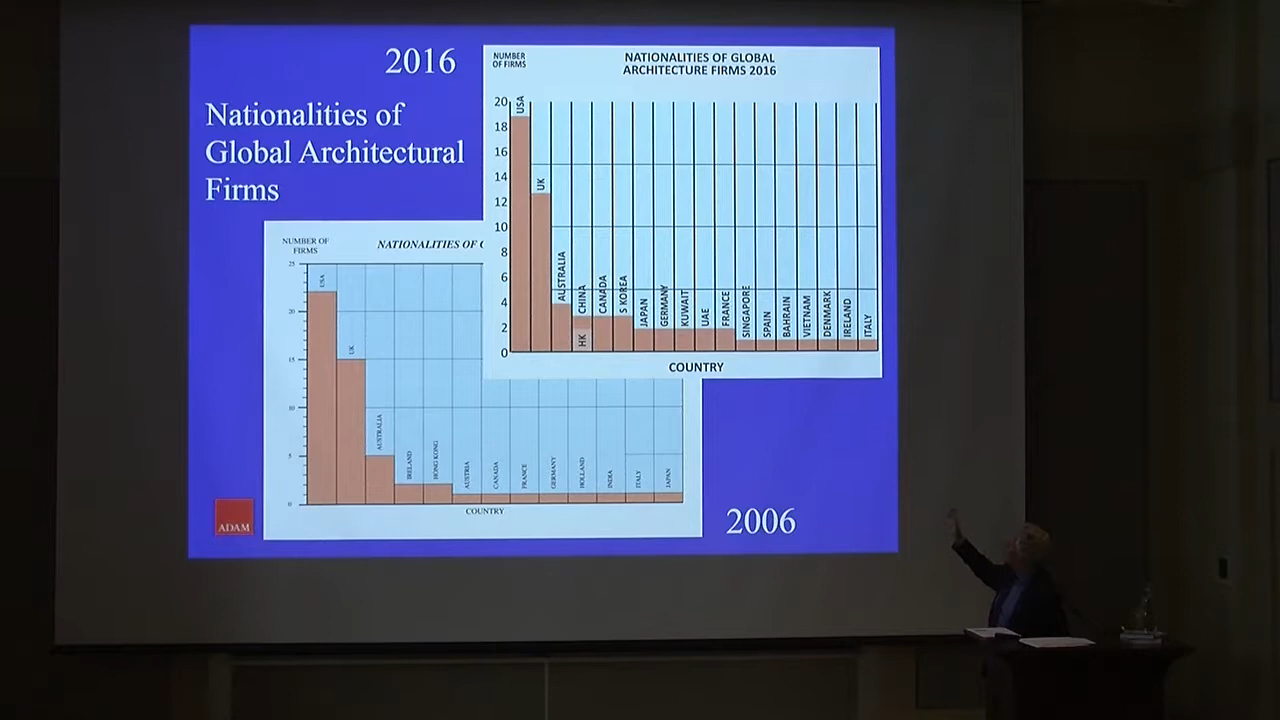 2016
Nationalities of
Global Architectural
Firms
NUMBER
OF FIRMS
NATIONALITIES OF GLOBAL
ARCHITECTURE FIRMS 2016
20
18
16
14
12
10
8
6
4
2
0
USA
UK
AUSTRALIA
CHINA
HK
CANADA
S KOREA
JAPAN
GERMANY
KUWAIT
UAE
FRANCE
SINGAPORE
SPAIN
BAHRAIN
VIETNAM
DENMARK
IRELAND
ITALY
COUNTRY
NUMBER OF
FIRMS
NATIONALITIES OF
25
20
15
10
5
0
USA
UK
AUSTRALIA
IRELAND
HONG KONG
AUSTRIA
CANADA
FRANCE
GERMANY
HOLLAND
INDIA
ITALY
JAPAN
COUNTRY
ADAM
2006